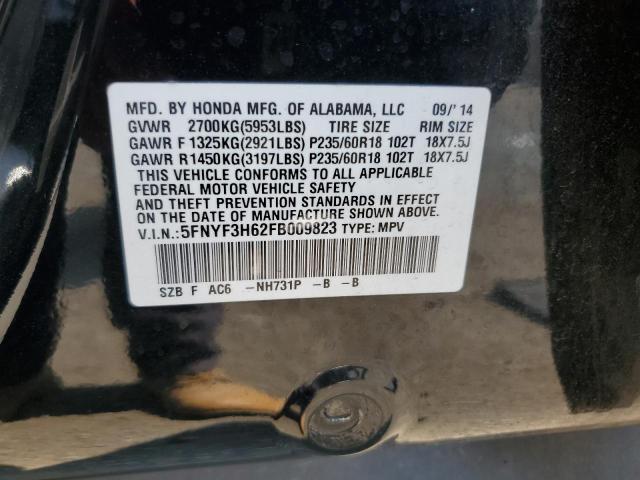 MFD. BY HONDA MFG. OF ALABAMA, LLC 09/'14
GVWR 2700KG(5953LBS) TIRE SIZE RIM SIZE
GAWR F 1325KG(2921LBS) P235/60R18 102T 18X7.5J
GAWR R 1450KG(3197LBS) P235/60R18 102T 18X7.5J
THIS VEHICLE CONFORMS TO ALL APPLICABLE
FEDERAL MOTOR VEHICLE SAFETY
AND THEFT PREVENTION STANDARDS IN EFFECT
ON THE DATE OF MANUFACTURE SHOWN ABOVE.
V.I.N.:5FNYF3H62FB009823 TYPE: MPV
SZB F AC6 -NH731P -B -B